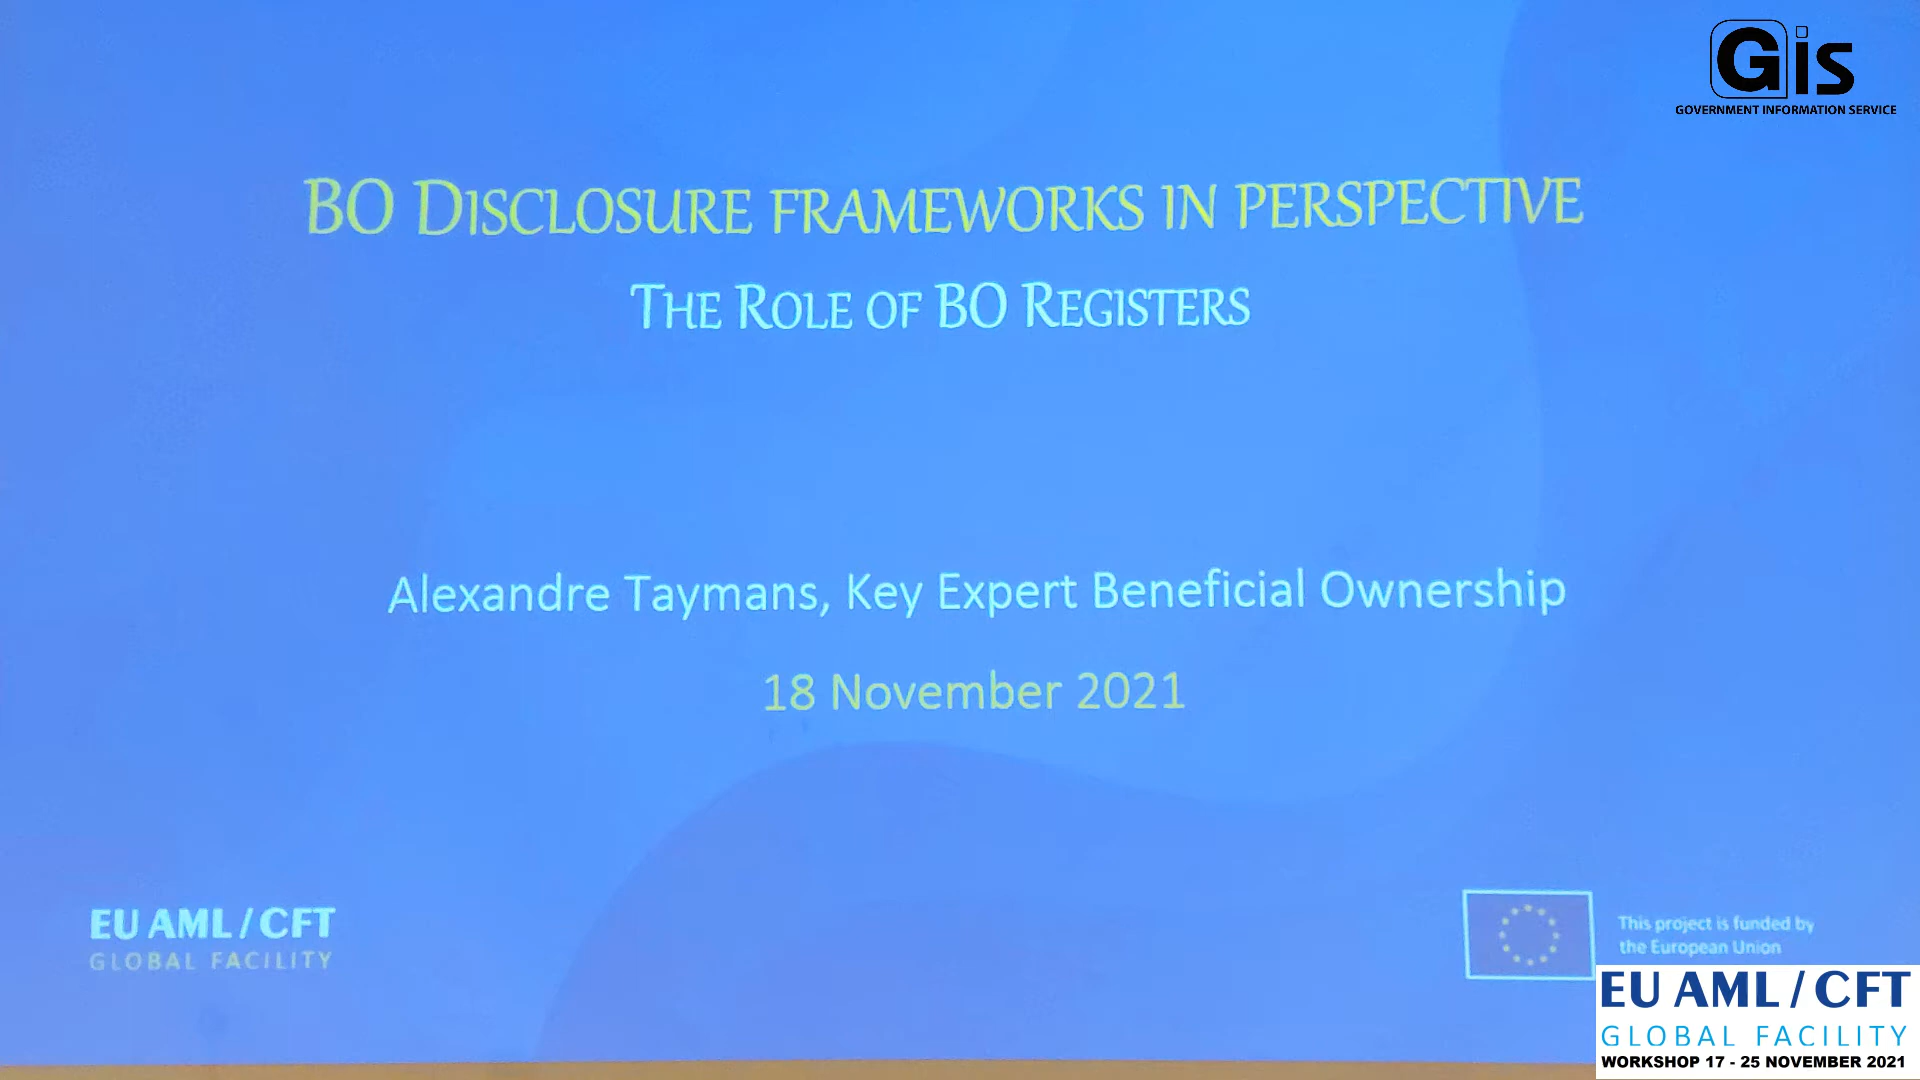 Gis
GOVERNMENT INFORMATION SERVICE
BO DISCLOSURE FRAMEWORKS IN PERSPECTIVE
THE ROLE OF BO REGISTERS
Alexandre Taymans, Key Expert Beneficial Ownership
18 November 2021
EU AML / CFT
GLOBAL FACILITY
This project is funded by
the European Union
EU AML / CFT
GLOBAL FACILITY
WORKSHOP 17 - 25 NOVEMBER 2021